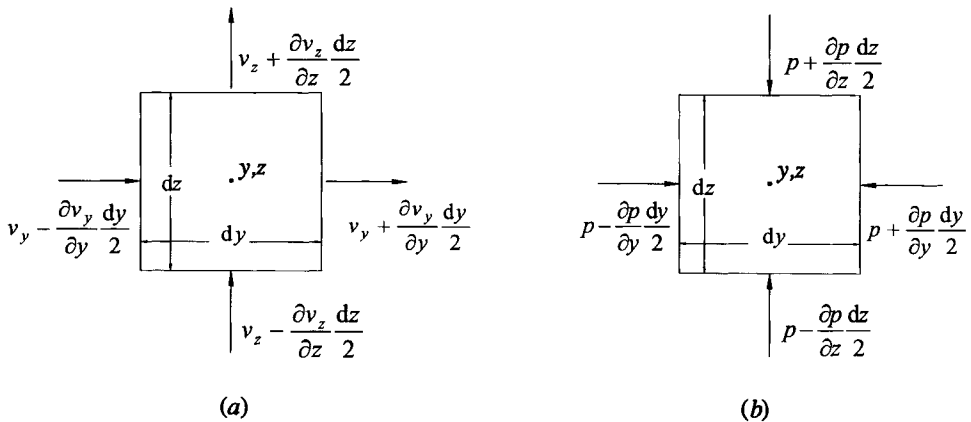 v_z + ∂v_z/∂z dz/2
y,z
dz
v_y − ∂v_y/∂y dy/2
dy
v_y + ∂v_y/∂y dy/2
v_z − ∂v_z/∂z dz/2
(a)
p + ∂p/∂z dz/2
y,z
dz
p − ∂p/∂y dy/2
dy
p + ∂p/∂y dy/2
p − ∂p/∂z dz/2
(b)